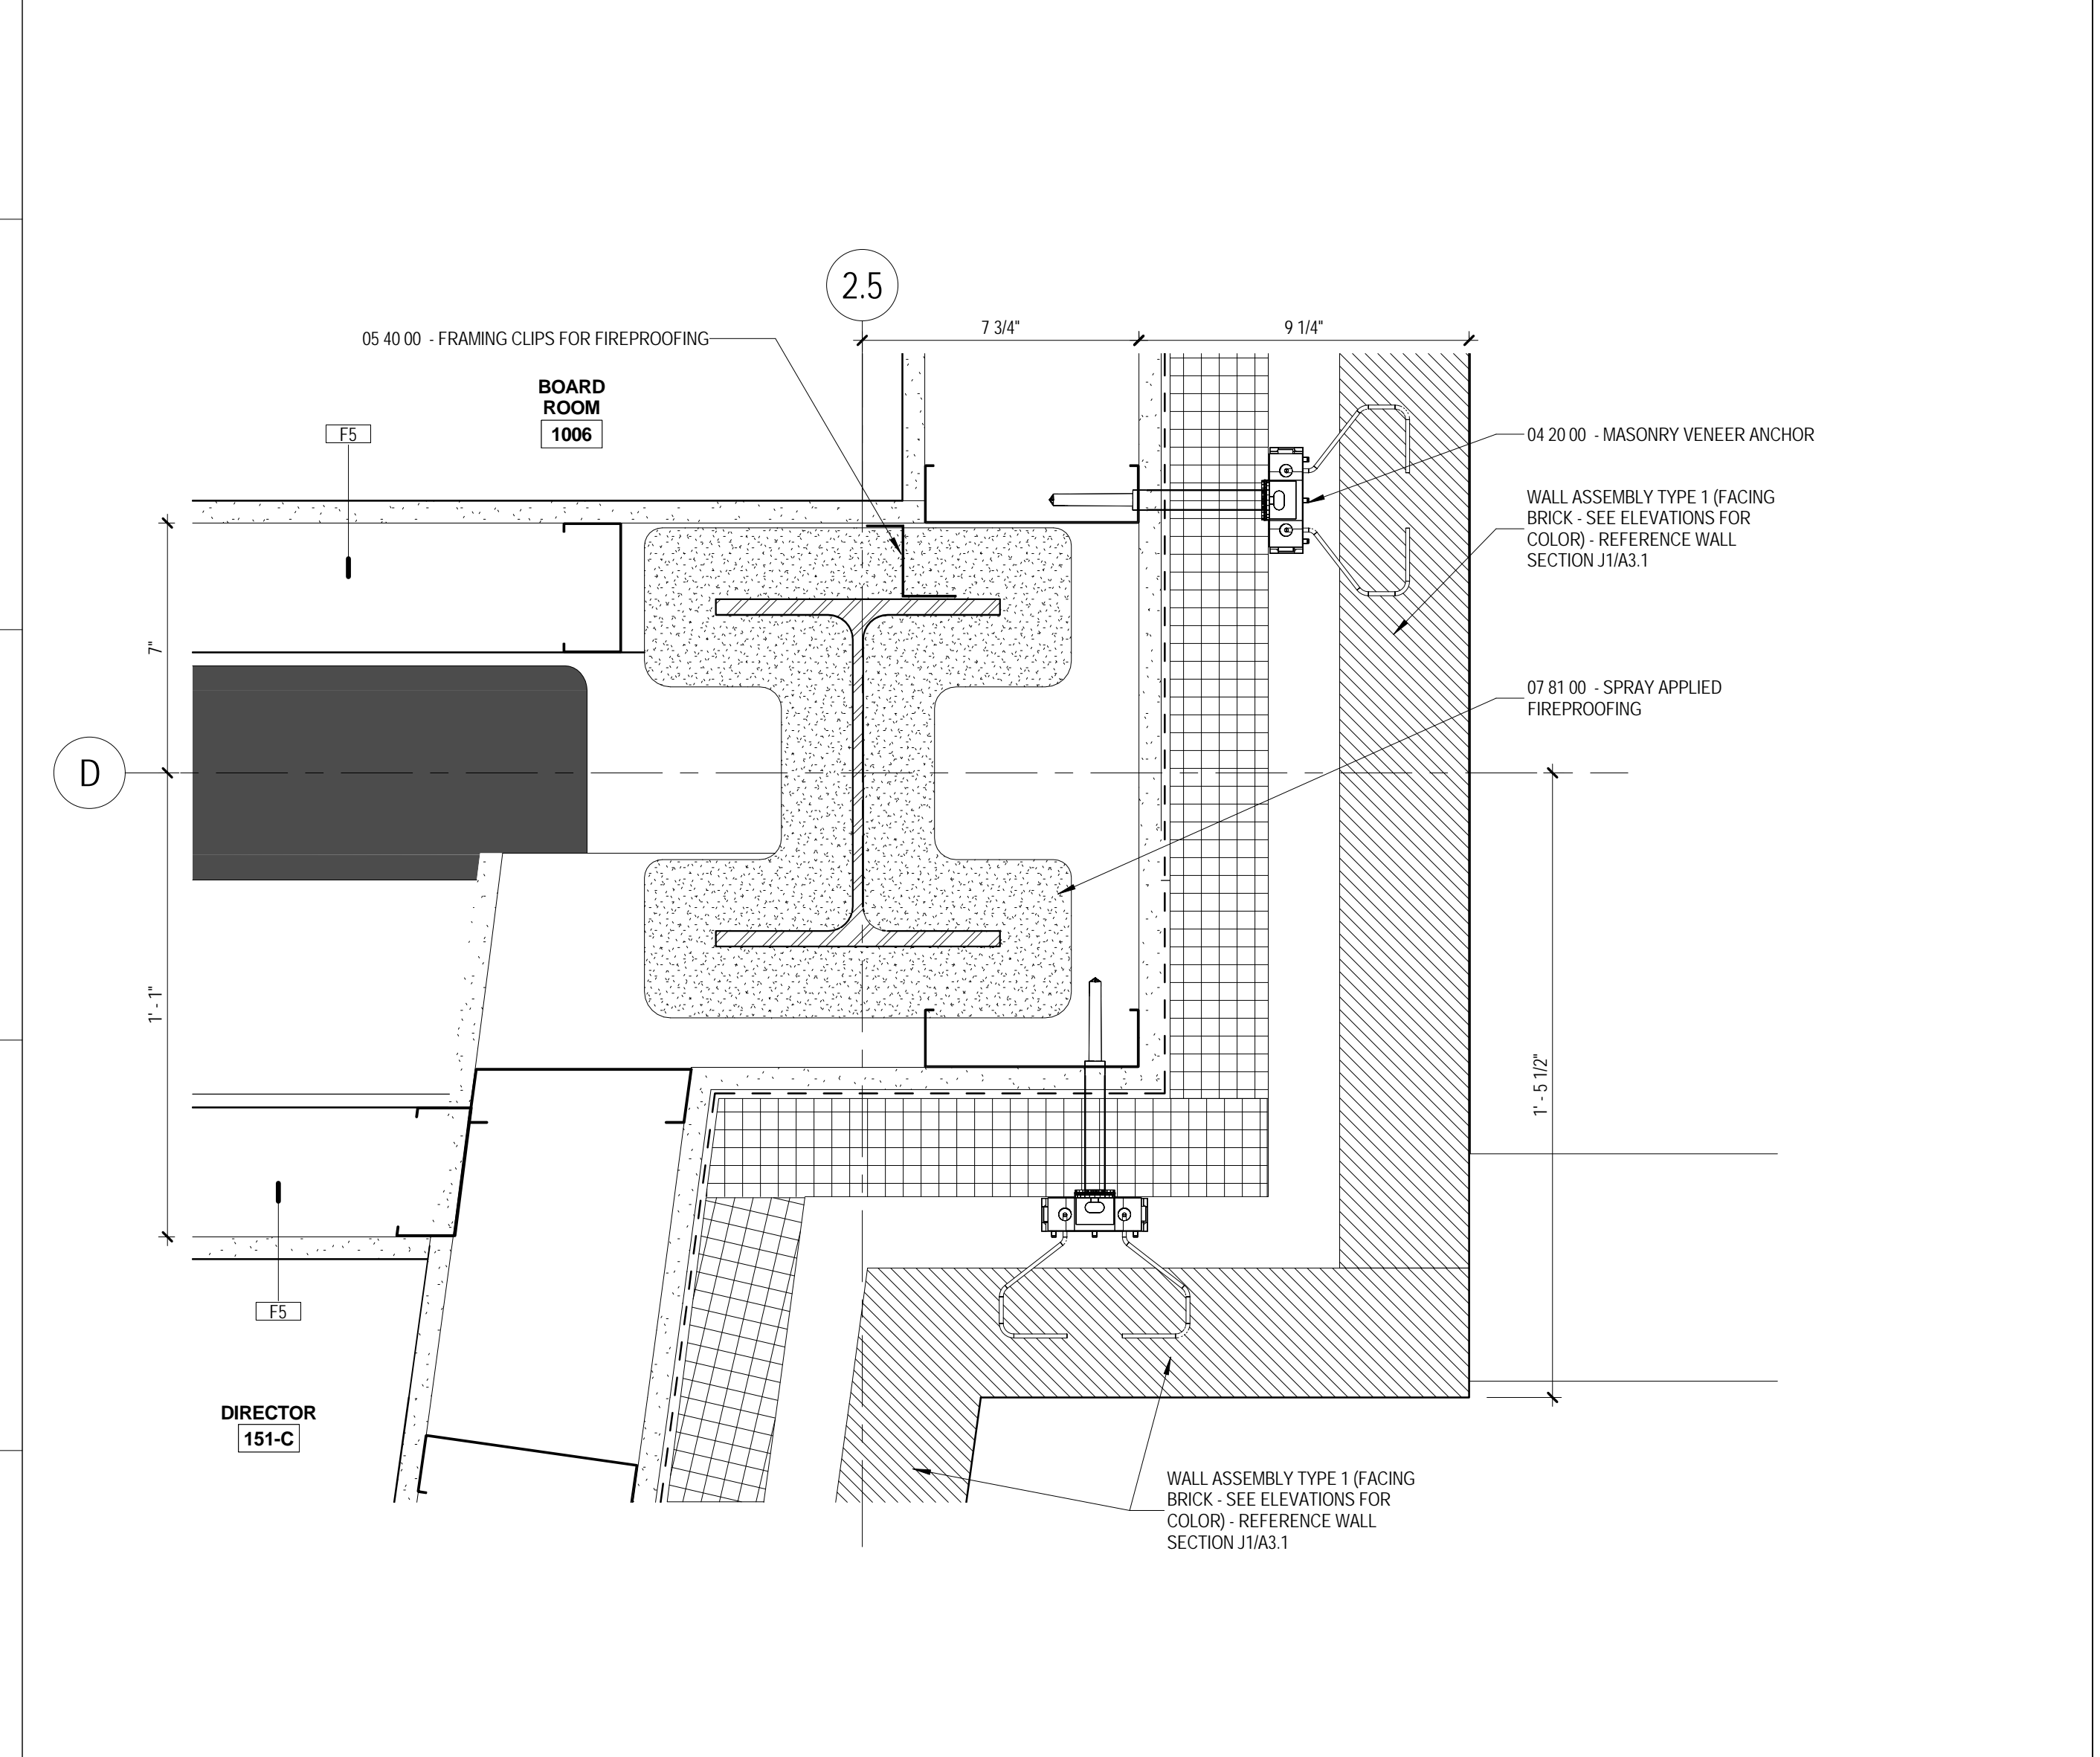 2.5
7 3/4"
9 1/4"
05 40 00 - FRAMING CLIPS FOR FIREPROOFING
BOARD
ROOM
1006
F5
04 20 00 - MASONRY VENEER ANCHOR
WALL ASSEMBLY TYPE 1 (FACING
BRICK - SEE ELEVATIONS FOR
COLOR) - REFERENCE WALL
SECTION J1/A3.1
7"
07 81 00 - SPRAY APPLIED
FIREPROOFING
D
1' - 1"
1' - 5 1/2"
F5
DIRECTOR
151-C
WALL ASSEMBLY TYPE 1 (FACING
BRICK - SEE ELEVATIONS FOR
COLOR) - REFERENCE WALL
SECTION J1/A3.1